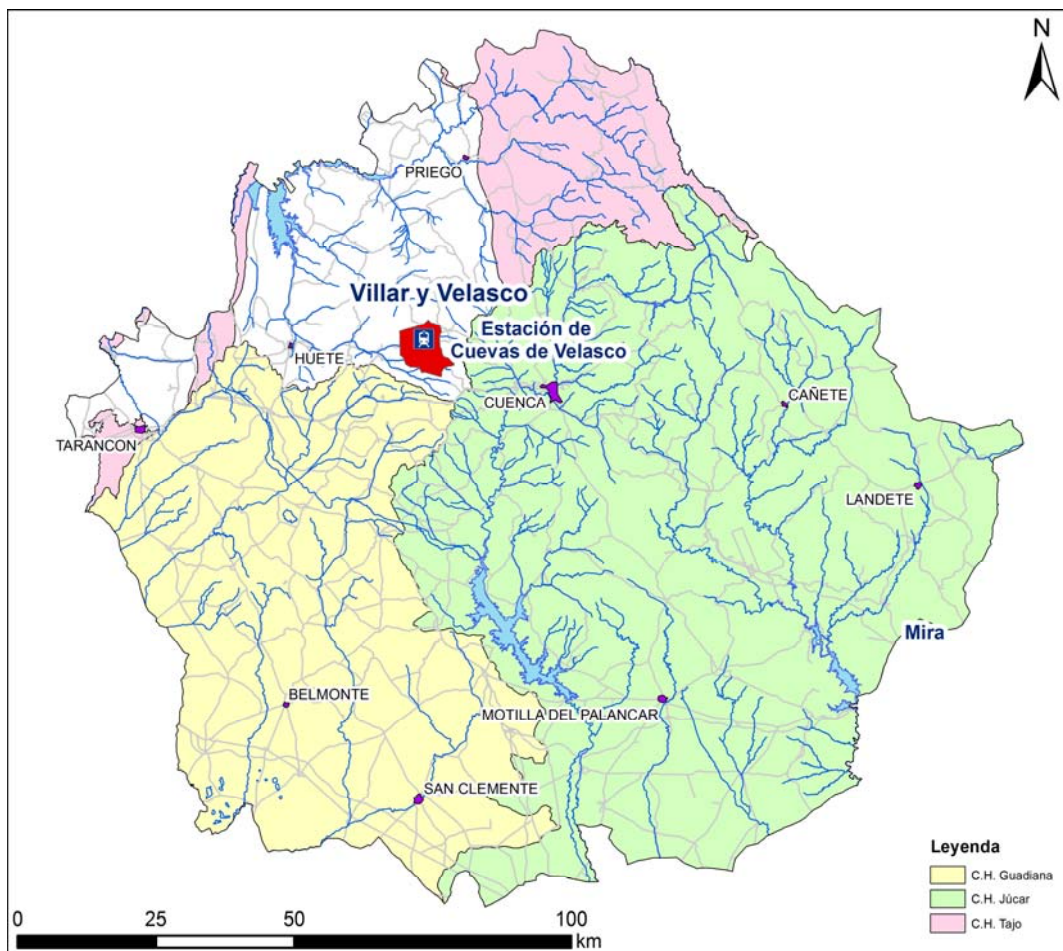 N
PRIEGO
Villar y Velasco
Estación de
Cuevas de Velasco
HUETE
CUENCA
CAÑETE
TARANCON
LANDETE
Mira
BELMONTE
MOTILLA DEL PALANCAR
SAN CLEMENTE
Leyenda
C.H. Guadiana
C.H. Júcar
C.H. Tajo
0 25 50 100
km